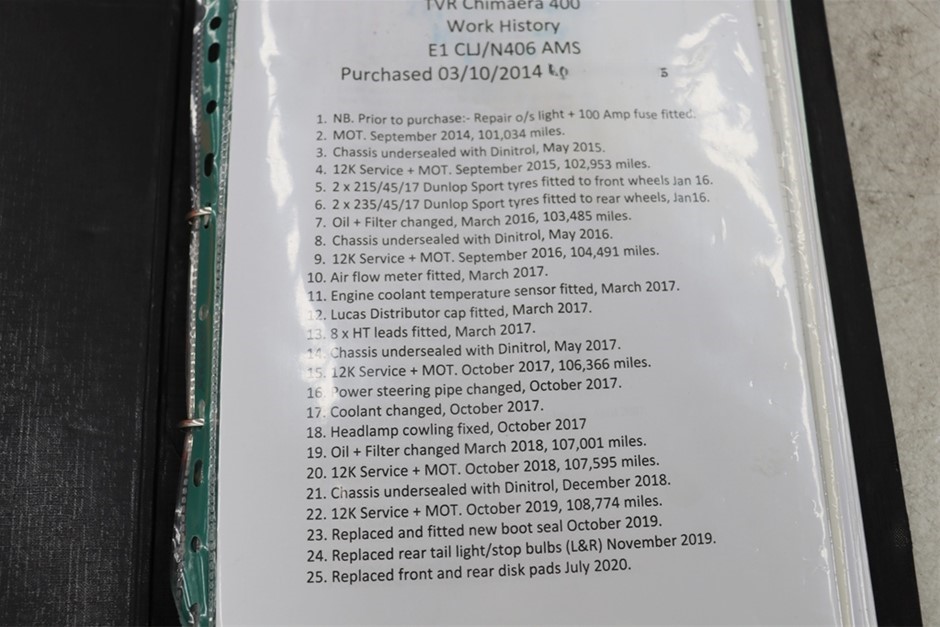 TVR Chimaera 400
Work History
E1 CLJ/N406 AMS
Purchased 03/10/2014
1. NB. Prior to purchase:- Repair o/s light + 100 Amp fuse fitted.
2. MOT. September 2014, 101,034 miles.
3. Chassis undersealed with Dinitrol, May 2015.
4. 12K Service + MOT. September 2015, 102,953 miles.
5. 2 x 215/45/17 Dunlop Sport tyres fitted to front wheels Jan 16.
6. 2 x 235/45/17 Dunlop Sport tyres fitted to rear wheels, Jan16.
7. Oil + Filter changed, March 2016, 103,485 miles.
8. Chassis undersealed with Dinitrol, May 2016.
9. 12K Service + MOT. September 2016, 104,491 miles.
10. Air flow meter fitted, March 2017.
11. Engine coolant temperature sensor fitted, March 2017.
12. Lucas Distributor cap fitted, March 2017.
13. 8 x HT leads fitted, March 2017.
14. Chassis undersealed with Dinitrol, May 2017.
15. 12K Service + MOT. October 2017, 106,366 miles.
16. Power steering pipe changed, October 2017.
17. Coolant changed, October 2017.
18. Headlamp cowling fixed, October 2017
19. Oil + Filter changed March 2018, 107,001 miles.
20. 12K Service + MOT. October 2018, 107,595 miles.
21. Chassis undersealed with Dinitrol, December 2018.
22. 12K Service + MOT. October 2019, 108,774 miles.
23. Replaced and fitted new boot seal October 2019.
24. Replaced rear tail light/stop bulbs (L&R) November 2019.
25. Replaced front and rear disk pads July 2020.